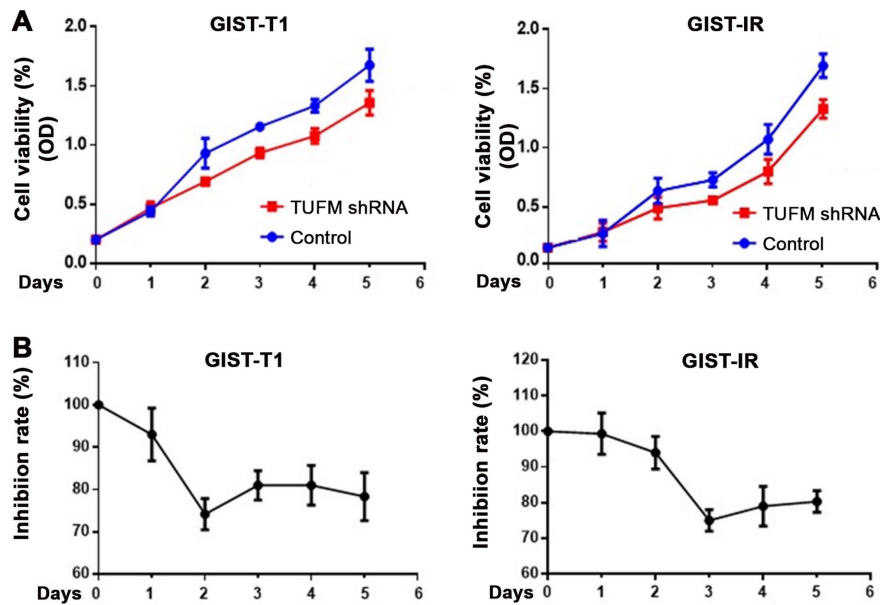 A
GIST-T1
GIST-IR
Cell viability (%)
(OD)
2.0
1.5
1.0
0.5
0.0
TUFM shRNA
Control
Days
0 1 2 3 4 5 6
Cell viability (%)
(OD)
2.0
1.5
1.0
0.5
0.0
TUFM shRNA
Control
Days
0 1 2 3 4 5 6
B
GIST-T1
GIST-IR
Inhibiion rate (%)
110
100
90
80
70
60
Days
0 1 2 3 4 5 6
Inhibiion rate (%)
120
110
100
90
80
70
60
Days
0 1 2 3 4 5 6